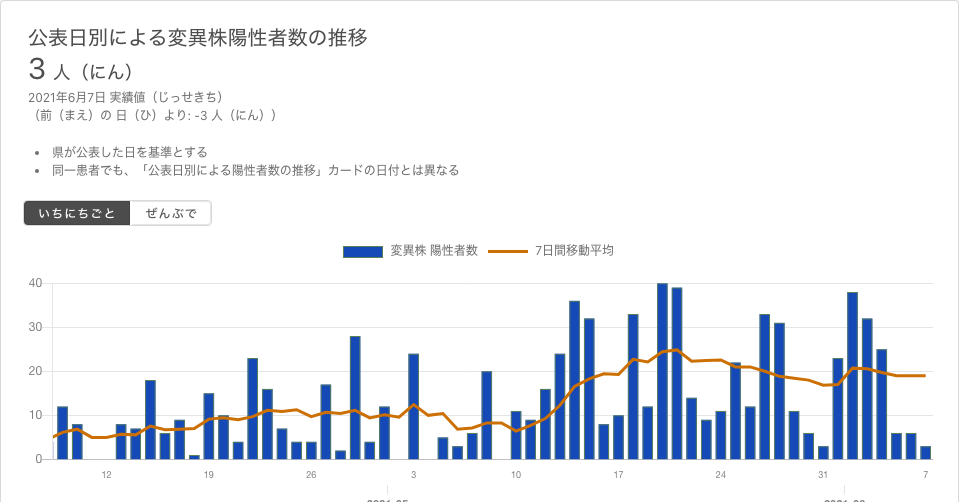 公表日別による変異株陽性者数の推移
3 人（にん）
2021年6月7日 実績値（じっせきち）
（前（まえ）の 日（ひ）より: -3 人（にん））
• 県が公表した日を基準とする
• 同一患者でも、「公表日別による陽性者数の推移」カードの日付とは異なる
いちにちごと ぜんぶで
変異株 陽性者数 7日間移動平均
40
30
20
10
0
12 19 26 3 10 17 24 31 7